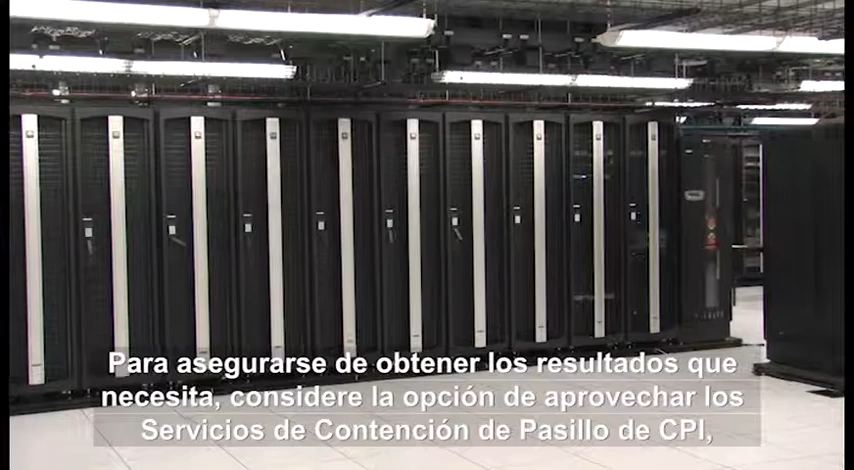 Para asegurarse de obtener los resultados que
necesita, considere la opción de aprovechar los
Servicios de Contención de Pasillo de CPI,